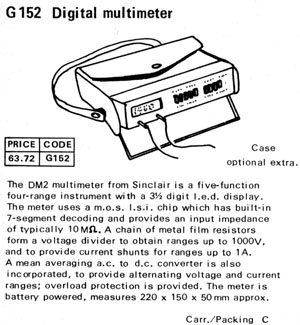 G152 Digital multimeter
1000
PRICE CODE
63.72 G152
Case
optional extra.
The DM2 multimeter from Sinclair is a five-function
four-range instrument with a 3½ digit l.e.d. display.
The meter uses a m.o.s. l.s.i. chip which has built-in
7-segment decoding and provides an input impedance
of typically 10MΩ. A chain of metal film resistors
form a voltage divider to obtain ranges up to 1000V,
and to provide current shunts for ranges up to 1A.
A mean averaging a.c. to d.c. converter is also
incorporated, to provide alternating voltage and current
ranges; overload protection is provided. The meter is
battery powered, measures 220 x 150 x 50mm approx.
Carr./Packing C